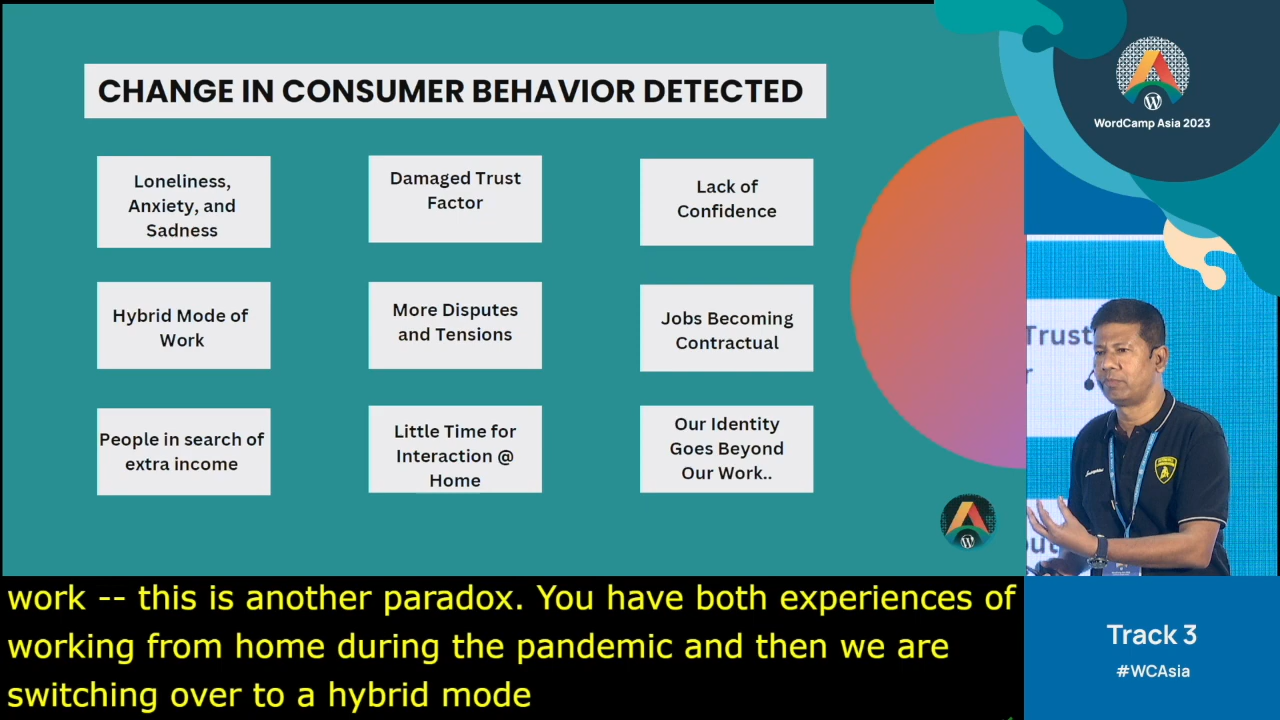 CHANGE IN CONSUMER BEHAVIOR DETECTED
Loneliness,
Anxiety, and
Sadness
Damaged Trust
Factor
Lack of
Confidence
Hybrid Mode of
Work
More Disputes
and Tensions
Jobs Becoming
Contractual
People in search of
extra income
Little Time for
Interaction @
Home
Our Identity
Goes Beyond
Our Work..
WordCamp Asia 2023
Trust
work -- this is another paradox. You have both experiences of
working from home during the pandemic and then we are
switching over to a hybrid mode
Track 3
#WCAsia